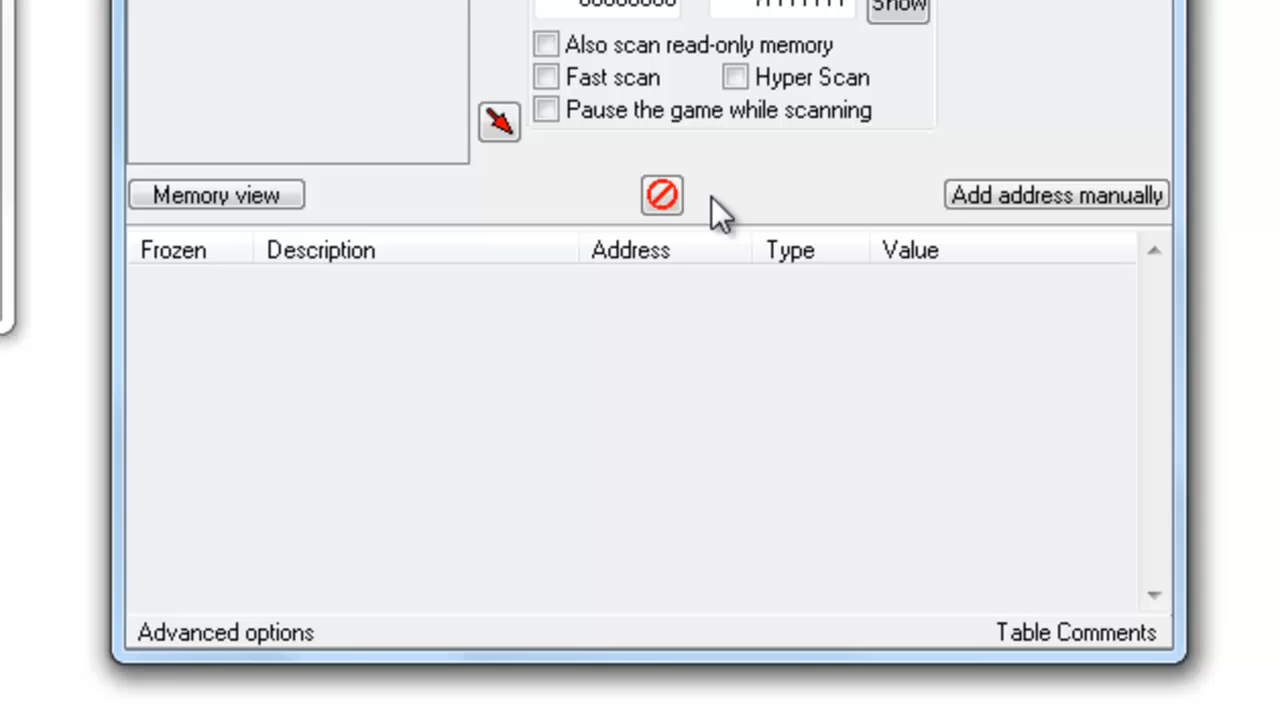 Show
Also scan read-only memory
Fast scan
Hyper Scan
Pause the game while scanning
Memory view
Add address manually
Frozen
Description
Address
Type
Value
Advanced options
Table Comments